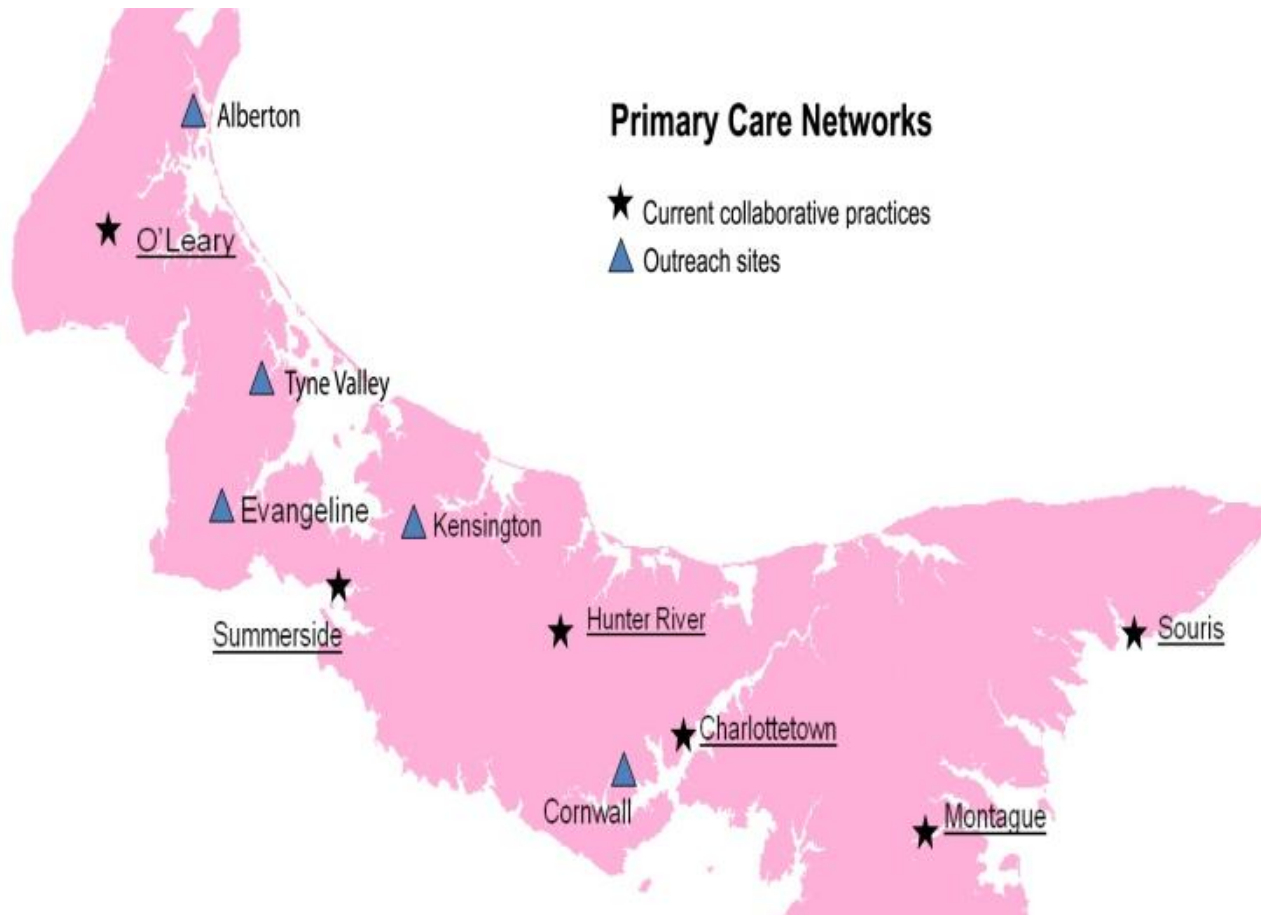 Alberton
Primary Care Networks
Current collaborative practices
O'Leary
Outreach sites
Tyne Valley
Evangeline
Kensington
Summerside
Hunter River
Souris
Charlottetown
Cornwall
Montague